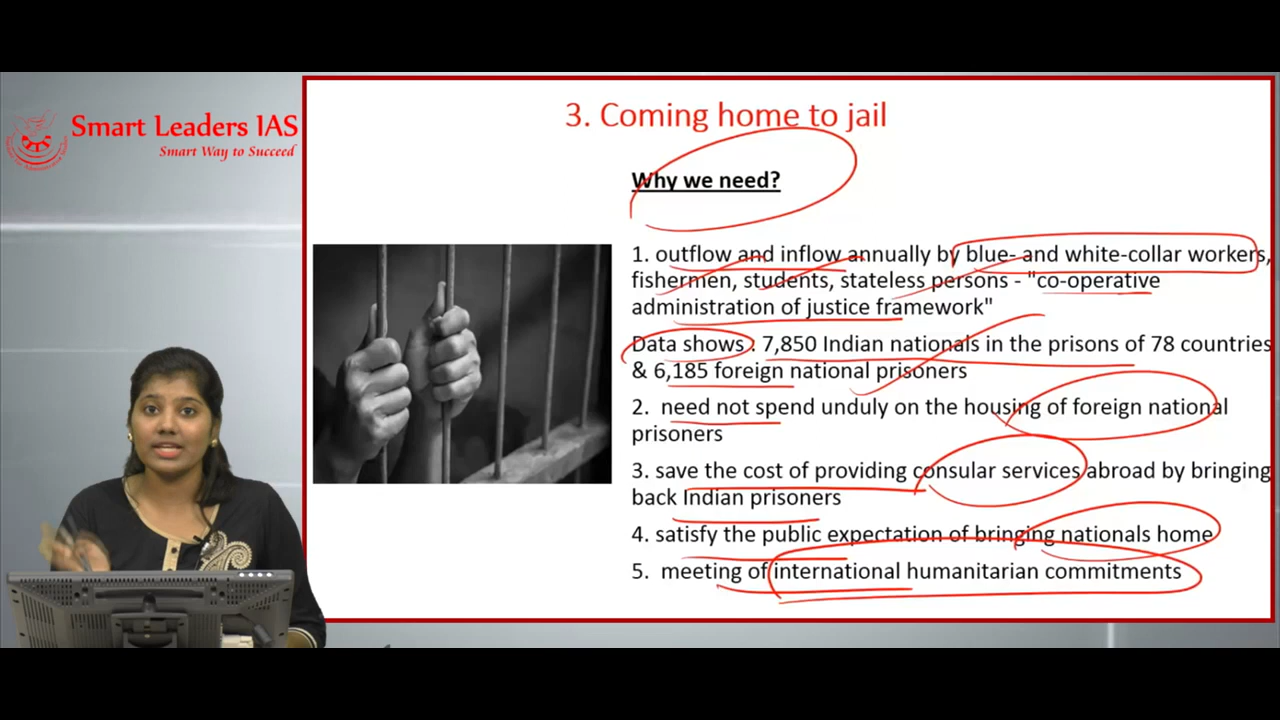 Smart Leaders IAS
Smart Way to Succeed
3. Coming home to jail
Why we need?
1. outflow and inflow annually by blue- and white-collar workers,
fishermen, students, stateless persons - "co-operative
administration of justice framework"
Data shows : 7,850 Indian nationals in the prisons of 78 countries
& 6,185 foreign national prisoners
2. need not spend unduly on the housing of foreign national
prisoners
3. save the cost of providing consular services abroad by bringing
back Indian prisoners
4. satisfy the public expectation of bringing nationals home
5. meeting of international humanitarian commitments